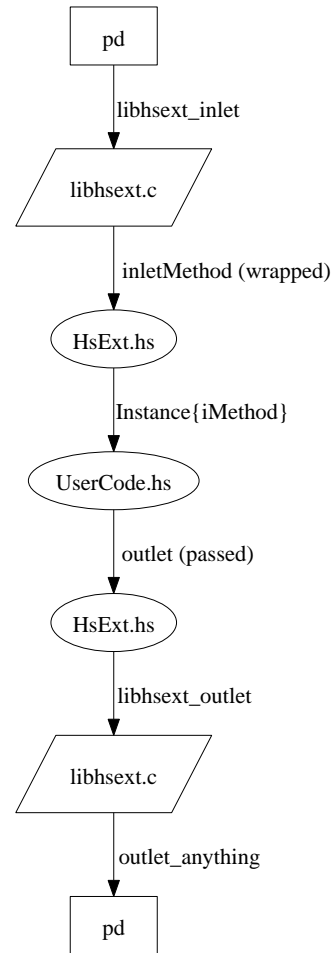 pd
libhsext_inlet
libhsext.c
inletMethod (wrapped)
HsExt.hs
Instance{iMethod}
UserCode.hs
outlet (passed)
HsExt.hs
libhsext_outlet
libhsext.c
outlet_anything
pd